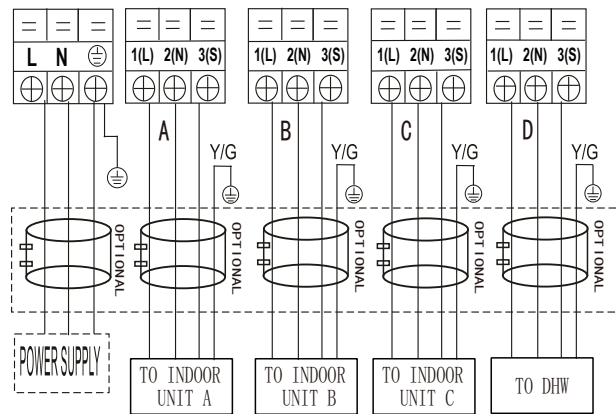 L N
1(L) 2(N) 3(S)
1(L) 2(N) 3(S)
1(L) 2(N) 3(S)
1(L) 2(N) 3(S)
A
B
C
D
Y/G
Y/G
Y/G
Y/G
OPTIONAL
OPTIONAL
OPTIONAL
OPTIONAL
OPTIONAL
POWER SUPPLY
TO INDOOR
UNIT A
TO INDOOR
UNIT B
TO INDOOR
UNIT C
TO DHW